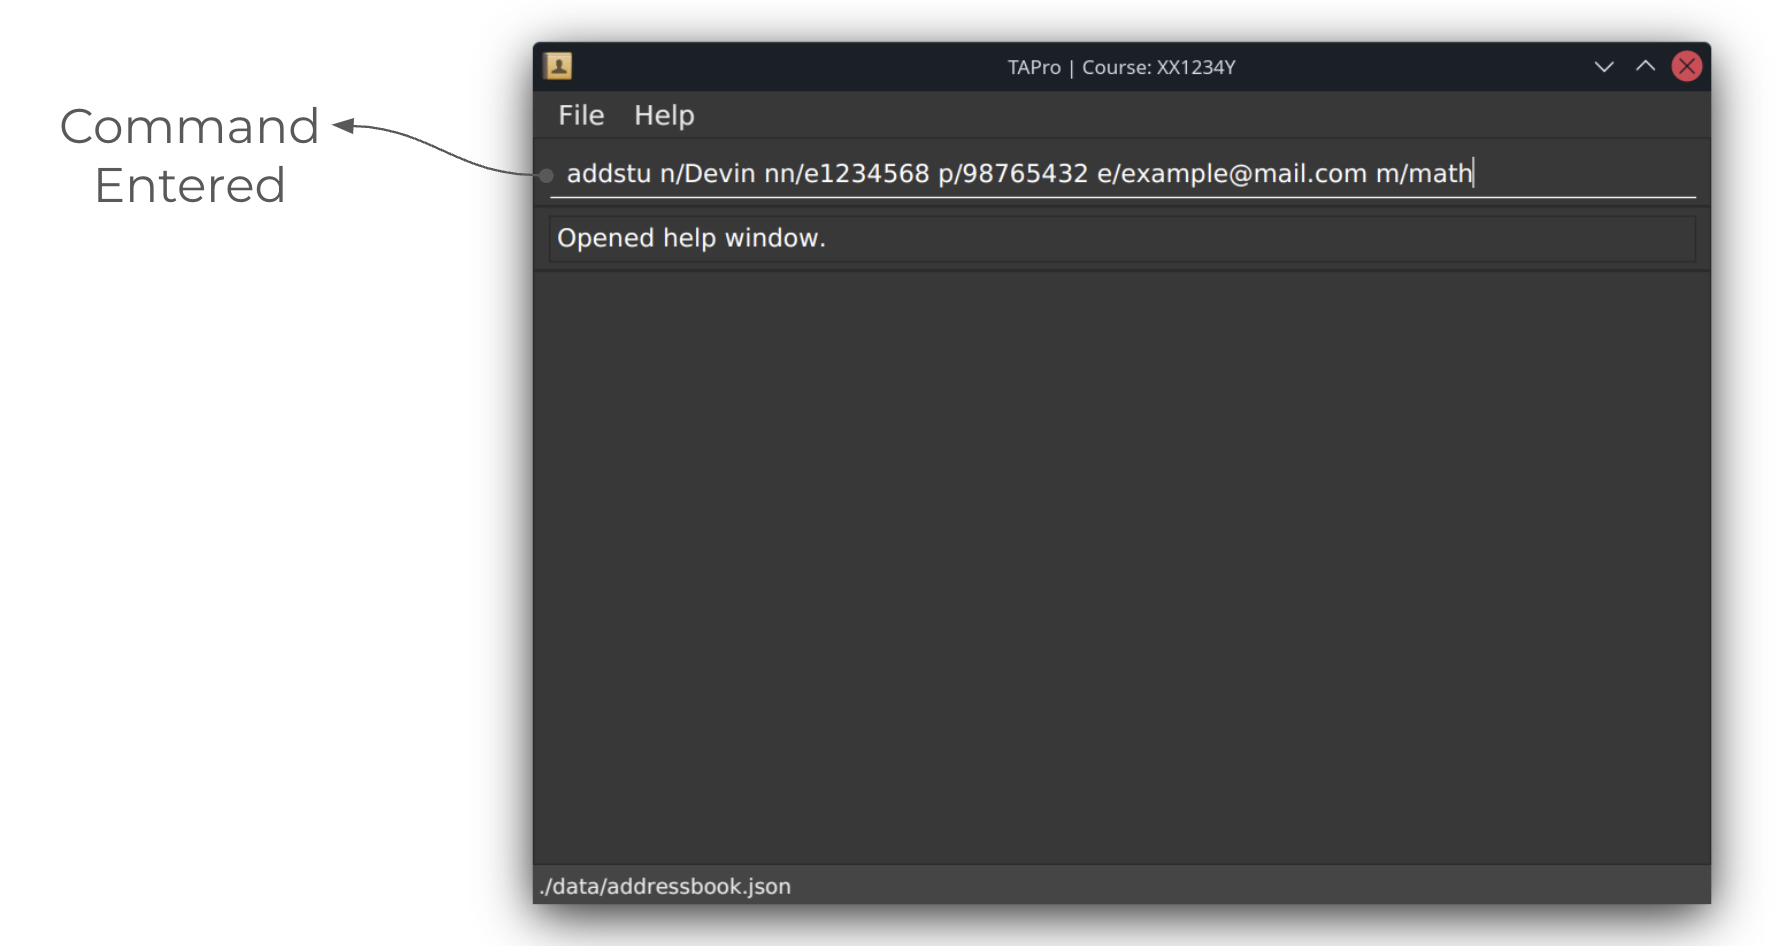 Command
Entered
TAPro | Course: XX1234Y
File Help
addstu n/Devin nn/e1234568 p/98765432 e/example@mail.com m/math
Opened help window.
./data/addressbook.json